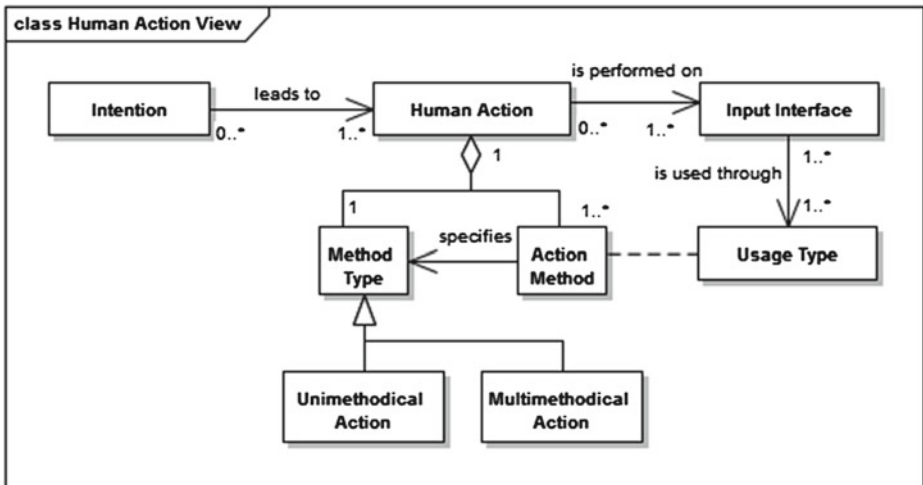 class Human Action View
is performed on
leads to
Intention
Human Action
Input Interface
0..*
1..*
0..*
1..*
1
1..*
is used through
1
1..*
1..*
specifies
Method
Type
Action
Method
Usage Type
Unimethodical
Action
Multimethodical
Action